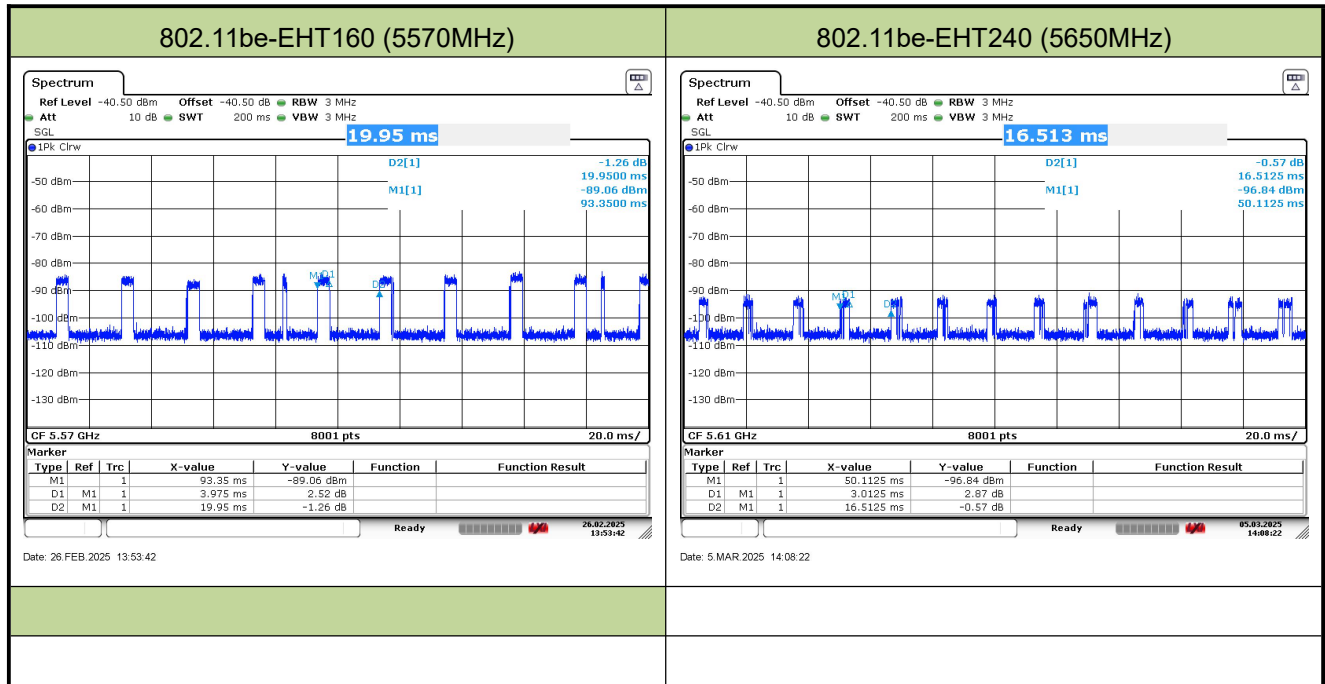 802.11be-EHT160 (5570MHz)
Spectrum
Ref Level -40.50 dBm Offset -40.50 dB RBW 3 MHz
Att 10 dB SWT 200 ms VBW 3 MHz
SGL
19.95 ms
1Pk Clrw
D2[1] -1.26 dB
19.9500 ms
M1[1] -89.06 dBm
93.3500 ms
-50 dBm
-60 dBm
-70 dBm
-80 dBm
-90 dBm
-100 dBm
-110 dBm
-120 dBm
-130 dBm
D1
CF 5.57 GHz 8001 pts 20.0 ms/
Marker
Type Ref Trc X-value Y-value Function Function Result
M1 1 93.35 ms -89.06 dBm
D1 M1 1 3.975 ms 2.52 dB
D2 M1 1 19.95 ms -1.26 dB
Ready 26.02.2025
13:53:42
Date: 26.FEB.2025 13:53:42
802.11be-EHT240 (5650MHz)
Spectrum
Ref Level -40.50 dBm Offset -40.50 dB RBW 3 MHz
Att 10 dB SWT 200 ms VBW 3 MHz
SGL
16.513 ms
1Pk Clrw
D2[1] -0.57 dB
16.5125 ms
M1[1] -96.84 dBm
50.1125 ms
-50 dBm
-60 dBm
-70 dBm
-80 dBm
-90 dBm
-100 dBm
-110 dBm
-120 dBm
-130 dBm
D1
CF 5.61 GHz 8001 pts 20.0 ms/
Marker
Type Ref Trc X-value Y-value Function Function Result
M1 1 50.1125 ms -96.84 dBm
D1 M1 1 3.0125 ms 2.87 dB
D2 M1 1 16.5125 ms -0.57 dB
Ready 05.03.2025
14:08:22
Date: 5.MAR.2025 14:08:22